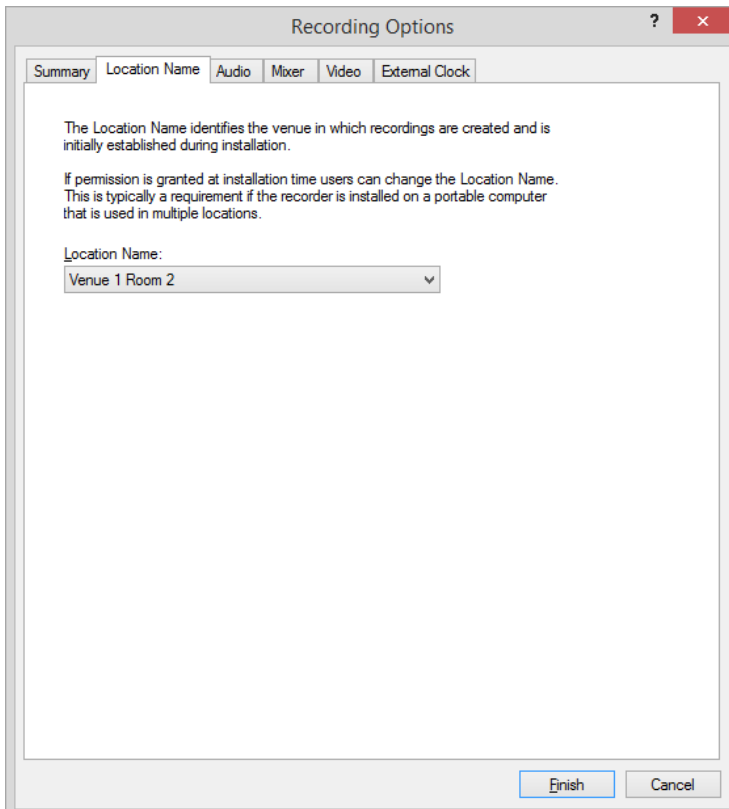 Recording Options
? ×
Summary Location Name Audio Mixer Video External Clock
The Location Name identifies the venue in which recordings are created and is
initially established during installation.
If permission is granted at installation time users can change the Location Name.
This is typically a requirement if the recorder is installed on a portable computer
that is used in multiple locations.
Location Name:
Venue 1 Room 2
Finish Cancel